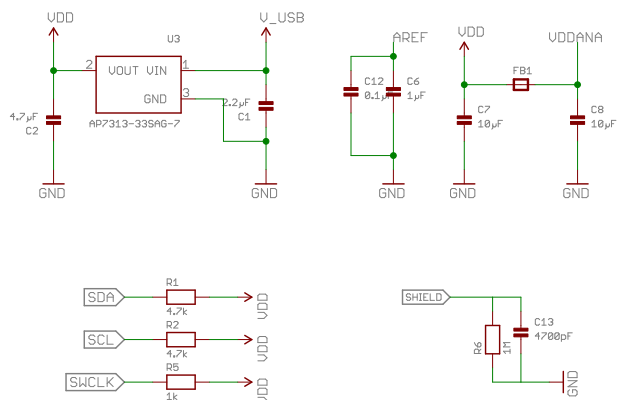 VDD
V_USB
U3
AREF
VDD
VDDANA
2
VOUT VIN
1
GND
3
4.7µF
C2
2.2µF
C1
AP7313-33SAG-7
C12
0.1µF
C6
1µF
FB1
C7
10µF
C8
10µF
GND
GND
GND
GND
GND
R1
SDA
4.7k
VDD
R2
SCL
4.7k
VDD
R5
SWCLK
1k
VDD
SHIELD
R6
1M
C13
4700pF
GND